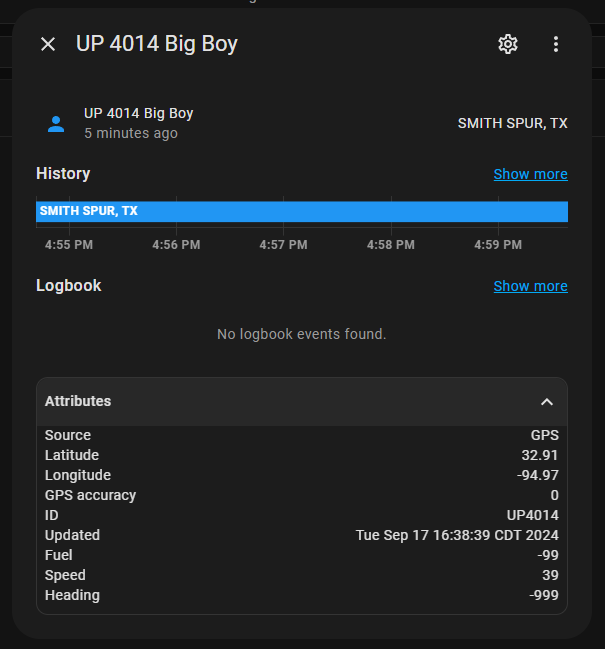 UP 4014 Big Boy
UP 4014 Big Boy
5 minutes ago
SMITH SPUR, TX
History
Show more
SMITH SPUR, TX
4:55 PM 4:56 PM 4:57 PM 4:58 PM 4:59 PM
Logbook
Show more
No logbook events found.
Attributes
Source GPS
Latitude 32.91
Longitude -94.97
GPS accuracy 0
ID UP4014
Updated Tue Sep 17 16:38:39 CDT 2024
Fuel -99
Speed 39
Heading -999